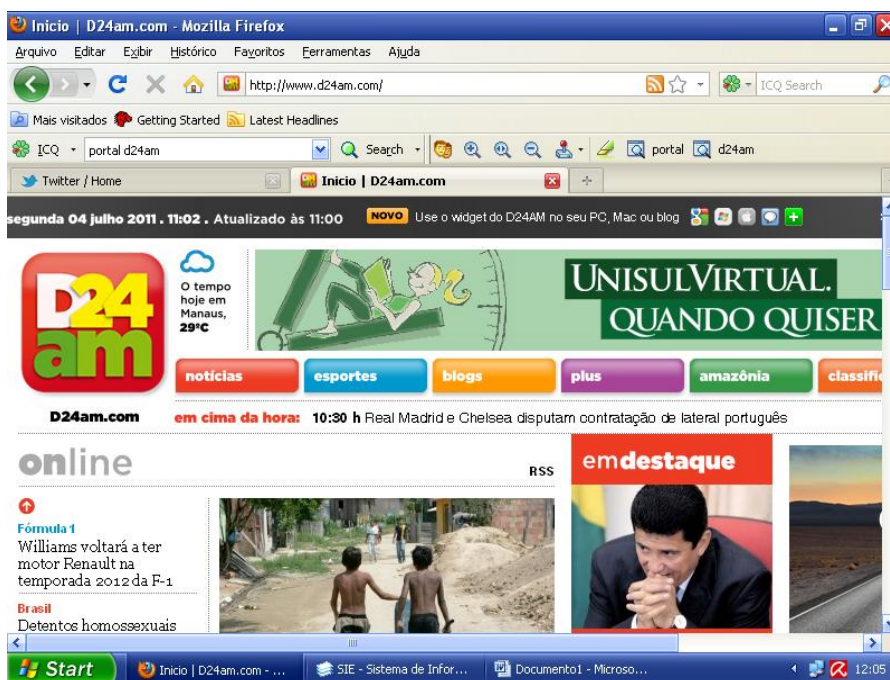 Inicio | D24am.com - Mozilla Firefox
Arquivo Editar Exibir Histórico Favoritos Ferramentas Ajuda
http://www.d24am.com/
ICQ Search
Mais visitados Getting Started Latest Headlines
ICQ portal d24am Search portal d24am
Twitter / Home
Inicio | D24am.com
segunda 04 julho 2011 . 11:02 . Atualizado às 11:00
NOVO Use o widget do D24AM no seu PC, Mac ou blog
D24am
O tempo
hoje em
Manaus,
29ºC
UNISULVIRTUAL.
QUANDO QUISER
notícias esportes blogs plus amazônia classifi
D24am.com
em cima da hora: 10:30 h Real Madrid e Chelsea disputam contratação de lateral português
online
RSS
em destaque
Fórmula 1
Williams voltará a ter
motor Renault na
temporada 2012 da F-1
Brasil
Detentos homossexuais
Start
Inicio | D24am.com - ...
SIE - Sistema de Infor...
Documento1 - Microso...
12:05